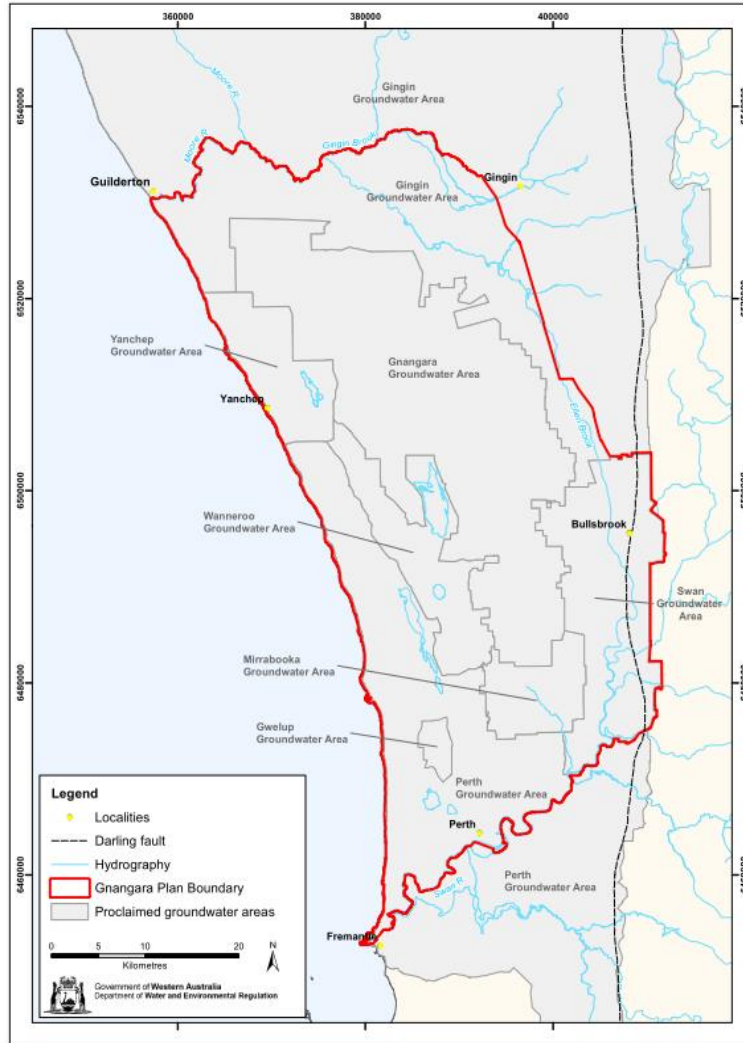 360000
380000
400000
6540000
Moore R
Gingin
Groundwater Area
Moore R
Gingin Brook
Guilderton
Gingin
Gingin
Groundwater Area
6520000
Yanchep
Groundwater Area
Gnangara
Groundwater Area
Yanchep
Ellen Brook
6500000
Wanneroo
Groundwater Area
Bullsbrook
Swan
Groundwater
Area
Mirrabooka
Groundwater Area
6480000
Gwelup
Groundwater Area
Perth
Groundwater Area
Perth
Perth
Groundwater Area
6460000
Swan R
Fremantle
Legend
Localities
Darling fault
Hydrography
Gnangara Plan Boundary
Proclaimed groundwater areas
0 5 10 20
Kilometres
N
Government of Western Australia
Department of Water and Environmental Regulation